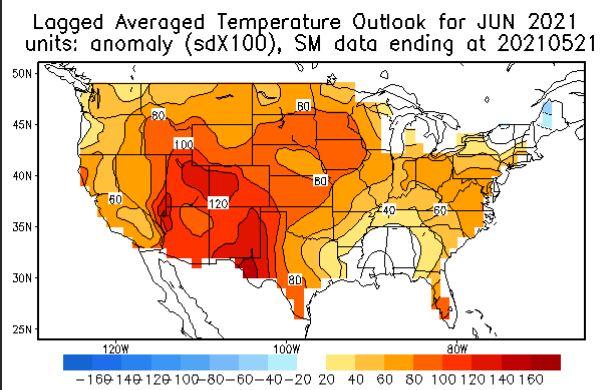 Lagged Averaged Temperature Outlook for JUN 2021
units: anomaly (sdX100), SM data ending at 20210521
50N
45N
40N
35N
30N
25N
80
60
100
80
120
60
40
60
80
120W
100W
80W
-160-140-120-100-80-60-40-20 20 40 60 80 100 120 140 160